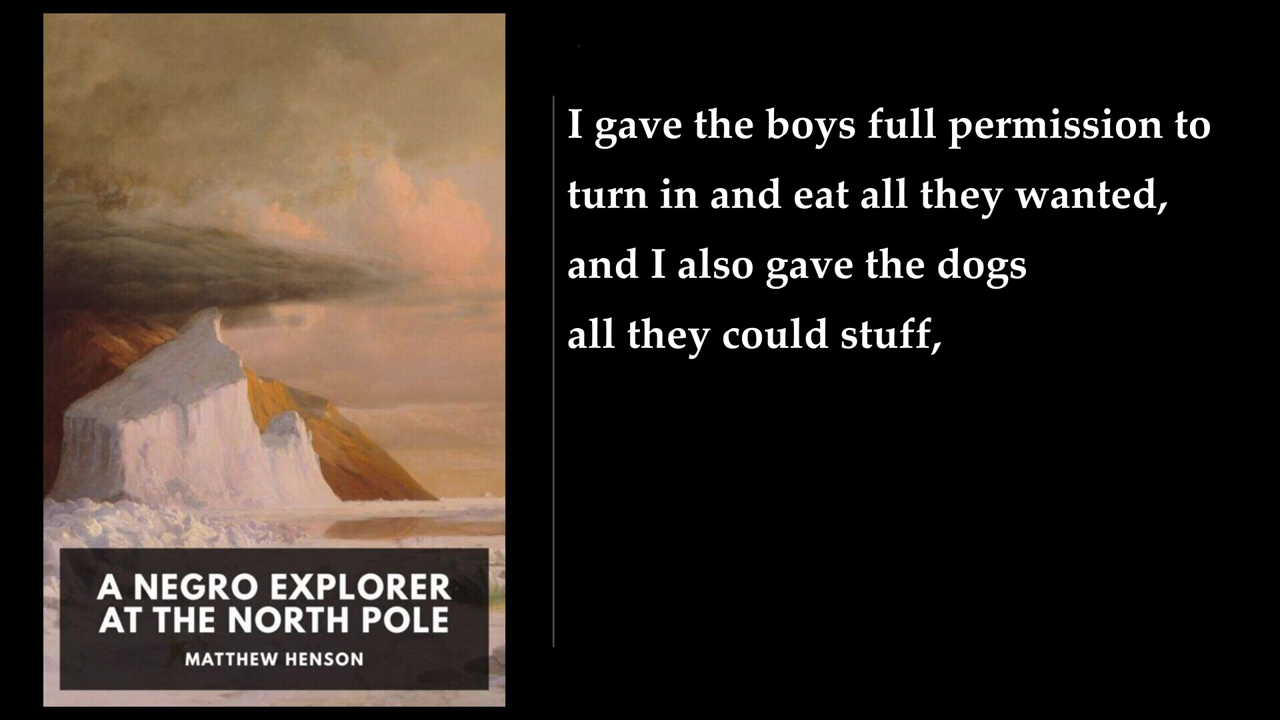 I gave the boys full permission to
turn in and eat all they wanted,
and I also gave the dogs
all they could stuff,
A NEGRO EXPLORER
AT THE NORTH POLE
MATTHEW HENSON